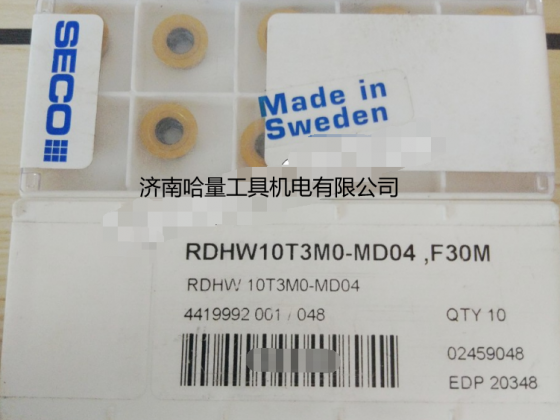 SECO
Made in
Sweden
济南哈量工具机电有限公司
RDHW10T3M0-MD04 ,F30M
RDHW 10T3M0-MD04
4419992 001 / 048
QTY 10
02459048
EDP 20348